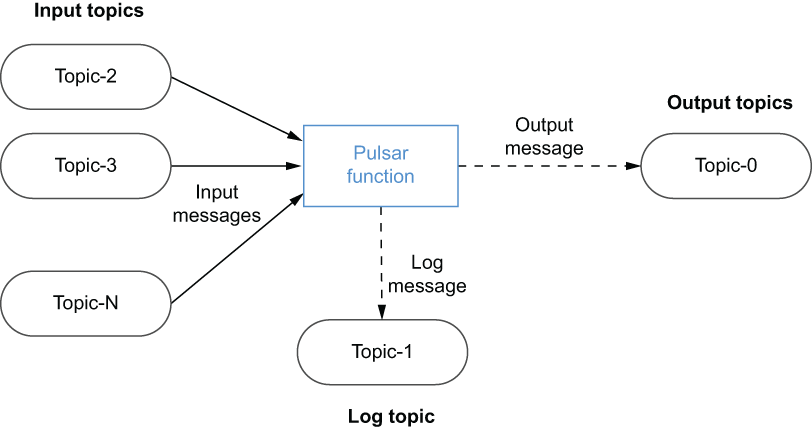 Input topics
Topic-2
Topic-3
Input
messages
Topic-N
Pulsar
function
Output
message
Output topics
Topic-0
Log
message
Topic-1
Log topic